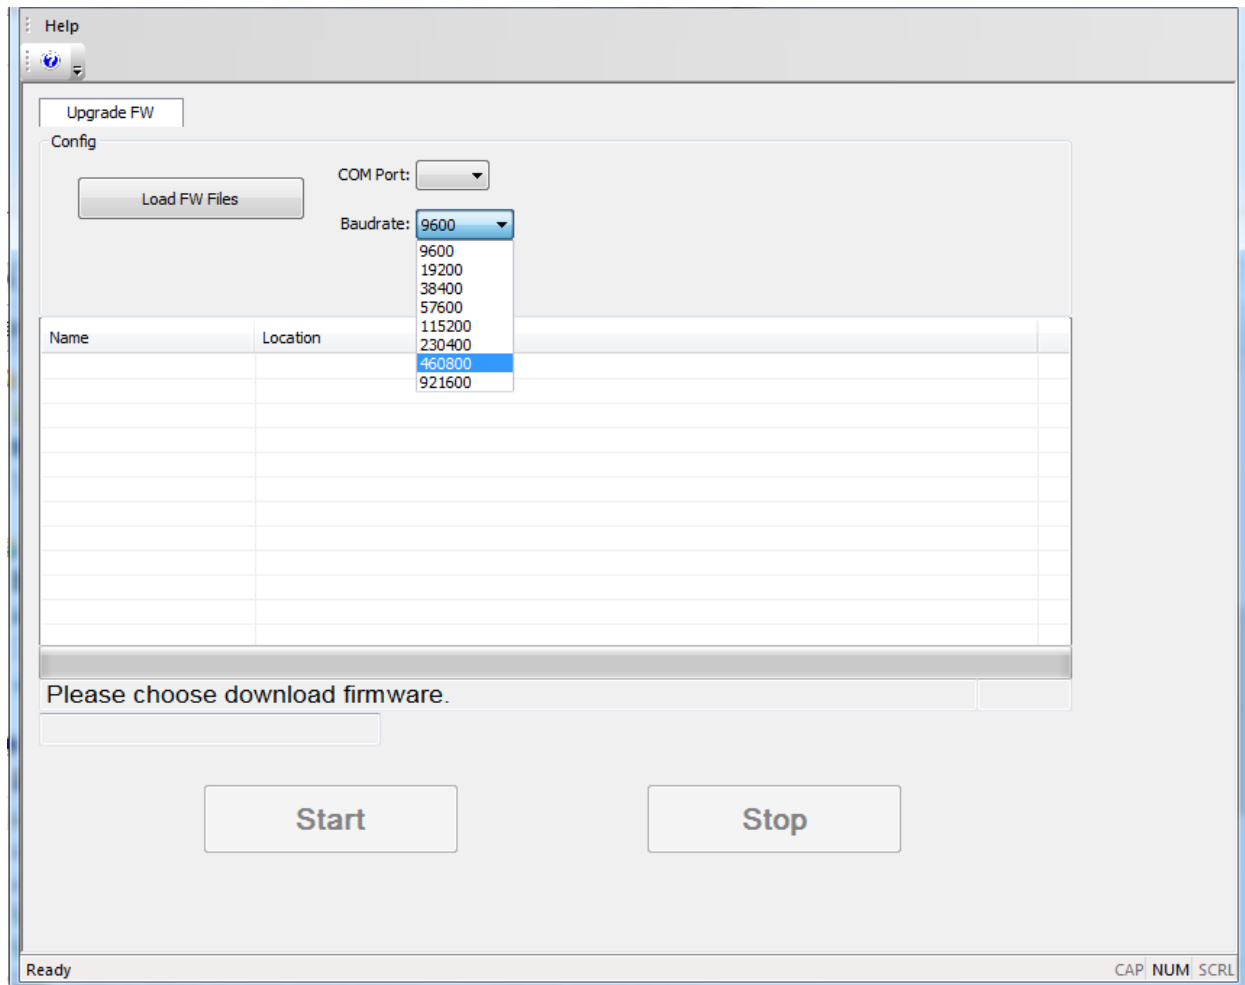 Help
Upgrade FW
Config
Load FW Files
COM Port:
Baudrate: 9600
9600
19200
38400
57600
115200
230400
460800
921600
Name Location
Please choose download firmware.
Start Stop
Ready CAP NUM SCRL